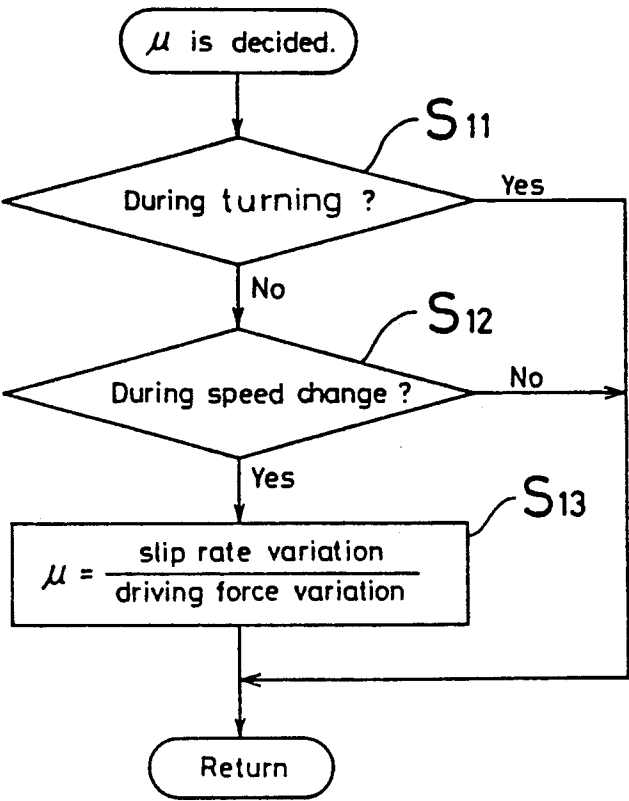 μ is decided.
S11
During turning ?
Yes
No
S12
During speed change ?
No
Yes
S13
μ = slip rate variation
driving force variation
Return